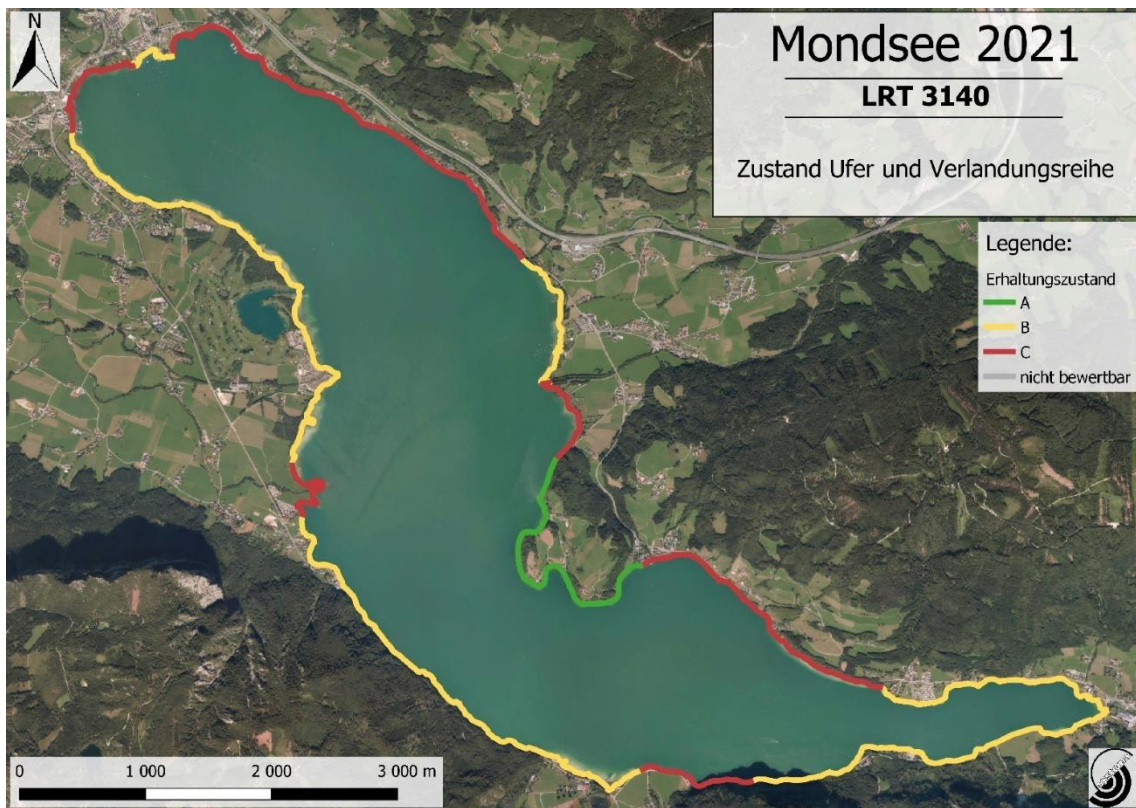 N
Mondsee 2021
LRT 3140
Zustand Ufer und Verlandungsreihe
Legende:
Erhaltungszustand
A
B
C
nicht bewertbar
0 1 000 2 000 3 000 m